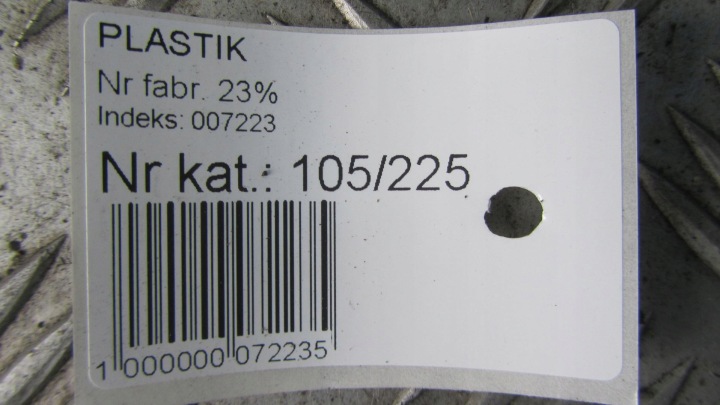 PLASTIK
Nr fabr. 23%
Indeks: 007223
Nr kat.: 105/225
1 000000 072235